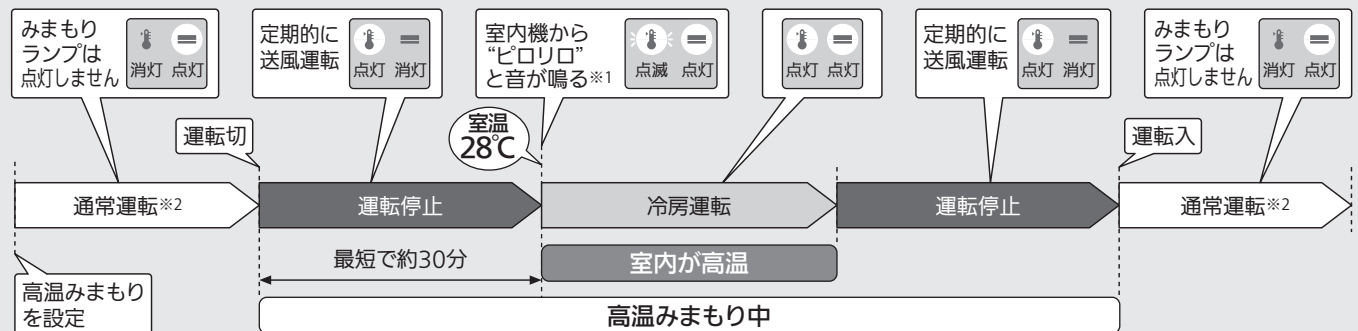 みまもり
ランプは
点灯しません
消灯 点灯
定期的に
送風運転
点灯 消灯
室内機から
“ピロリロ”
と音が鳴る※1
点滅 点灯
点灯 点灯
定期的に
送風運転
点灯 消灯
みまもり
ランプは
点灯しません
消灯 点灯
運転切
室温
28℃
運転入
通常運転※2
運転停止
冷房運転
運転停止
通常運転※2
最短で約30分
室内が高温
高温みまもり
を設定
高温みまもり中